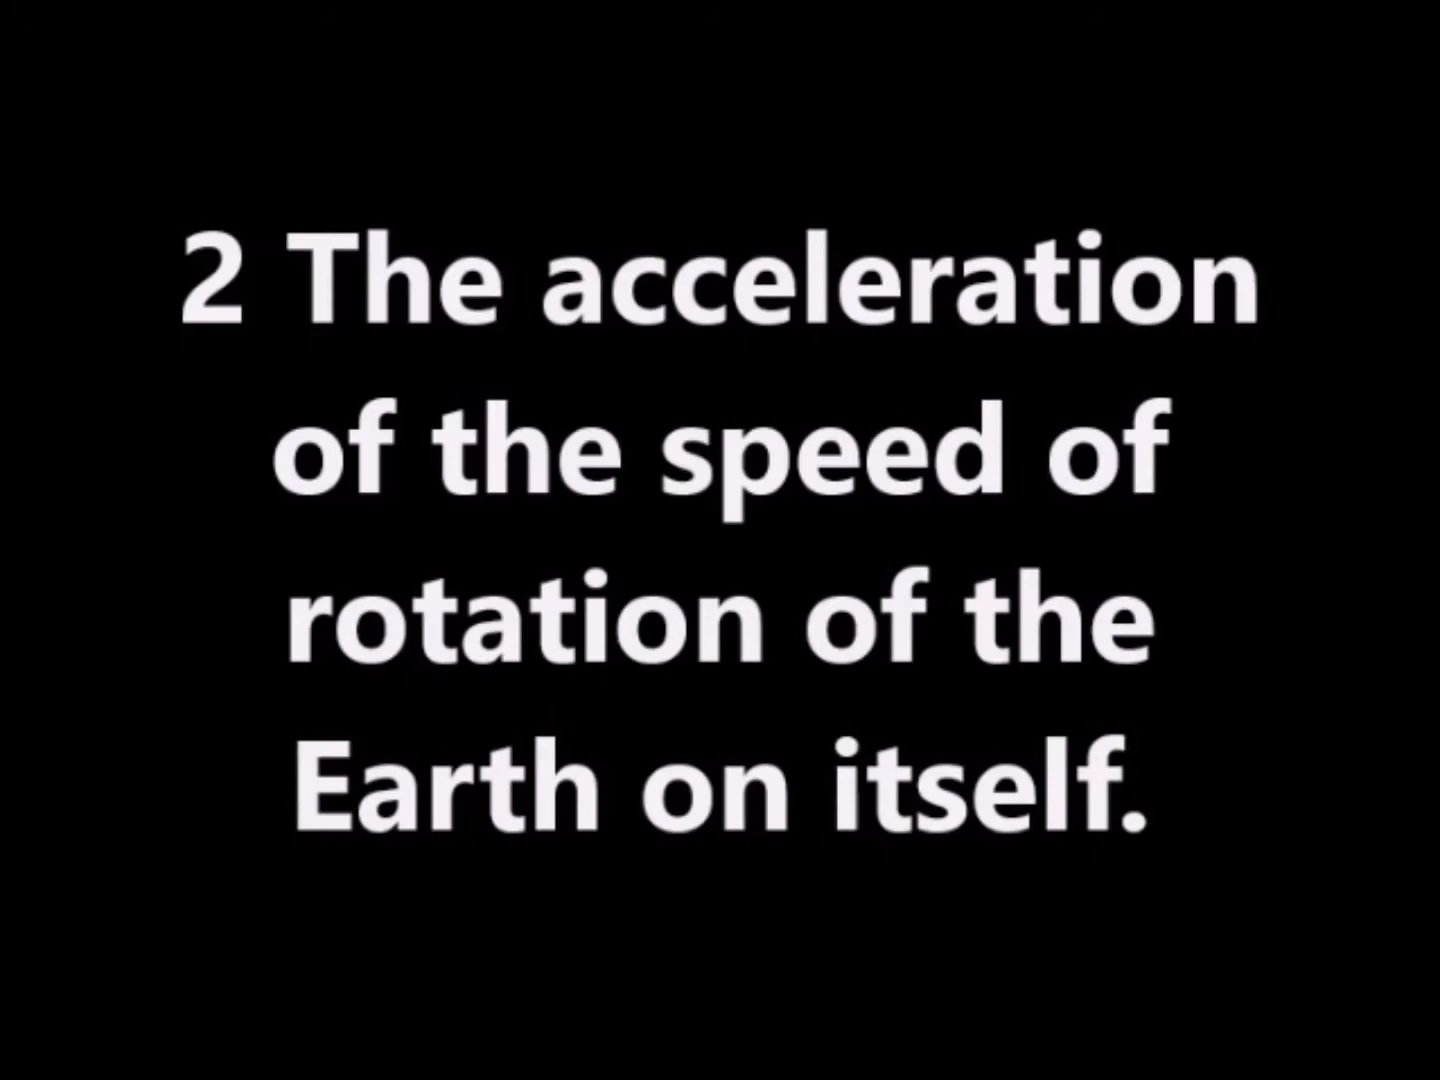 2 The acceleration
of the speed of
rotation of the
Earth on itself.